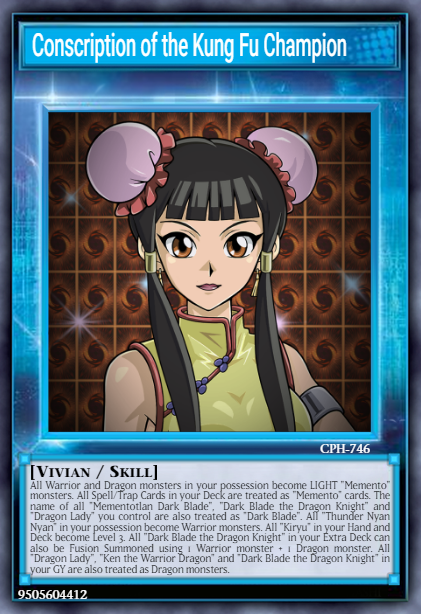 Conscription of the Kung Fu Champion
CPH-746
[Vivian / Skill]
All Warrior and Dragon monsters in your possession become LIGHT "Memento"
monsters. All Spell/Trap Cards in your Deck are treated as "Memento" cards. The
name of all "Mementotlan Dark Blade", "Dark Blade the Dragon Knight" and
"Dragon Lady" you control are also treated as "Dark Blade". All "Thunder Nyan
Nyan" in your possession become Warrior monsters. All "Kiryu" in your Hand and
Deck become Level 3. All "Dark Blade the Dragon Knight" in your Extra Deck can
also be Fusion Summoned using 1 Warrior monster + 1 Dragon monster. All
"Dragon Lady", "Ken the Warrior Dragon" and "Dark Blade the Dragon Knight" in
your GY are also treated as Dragon monsters.
9505604412